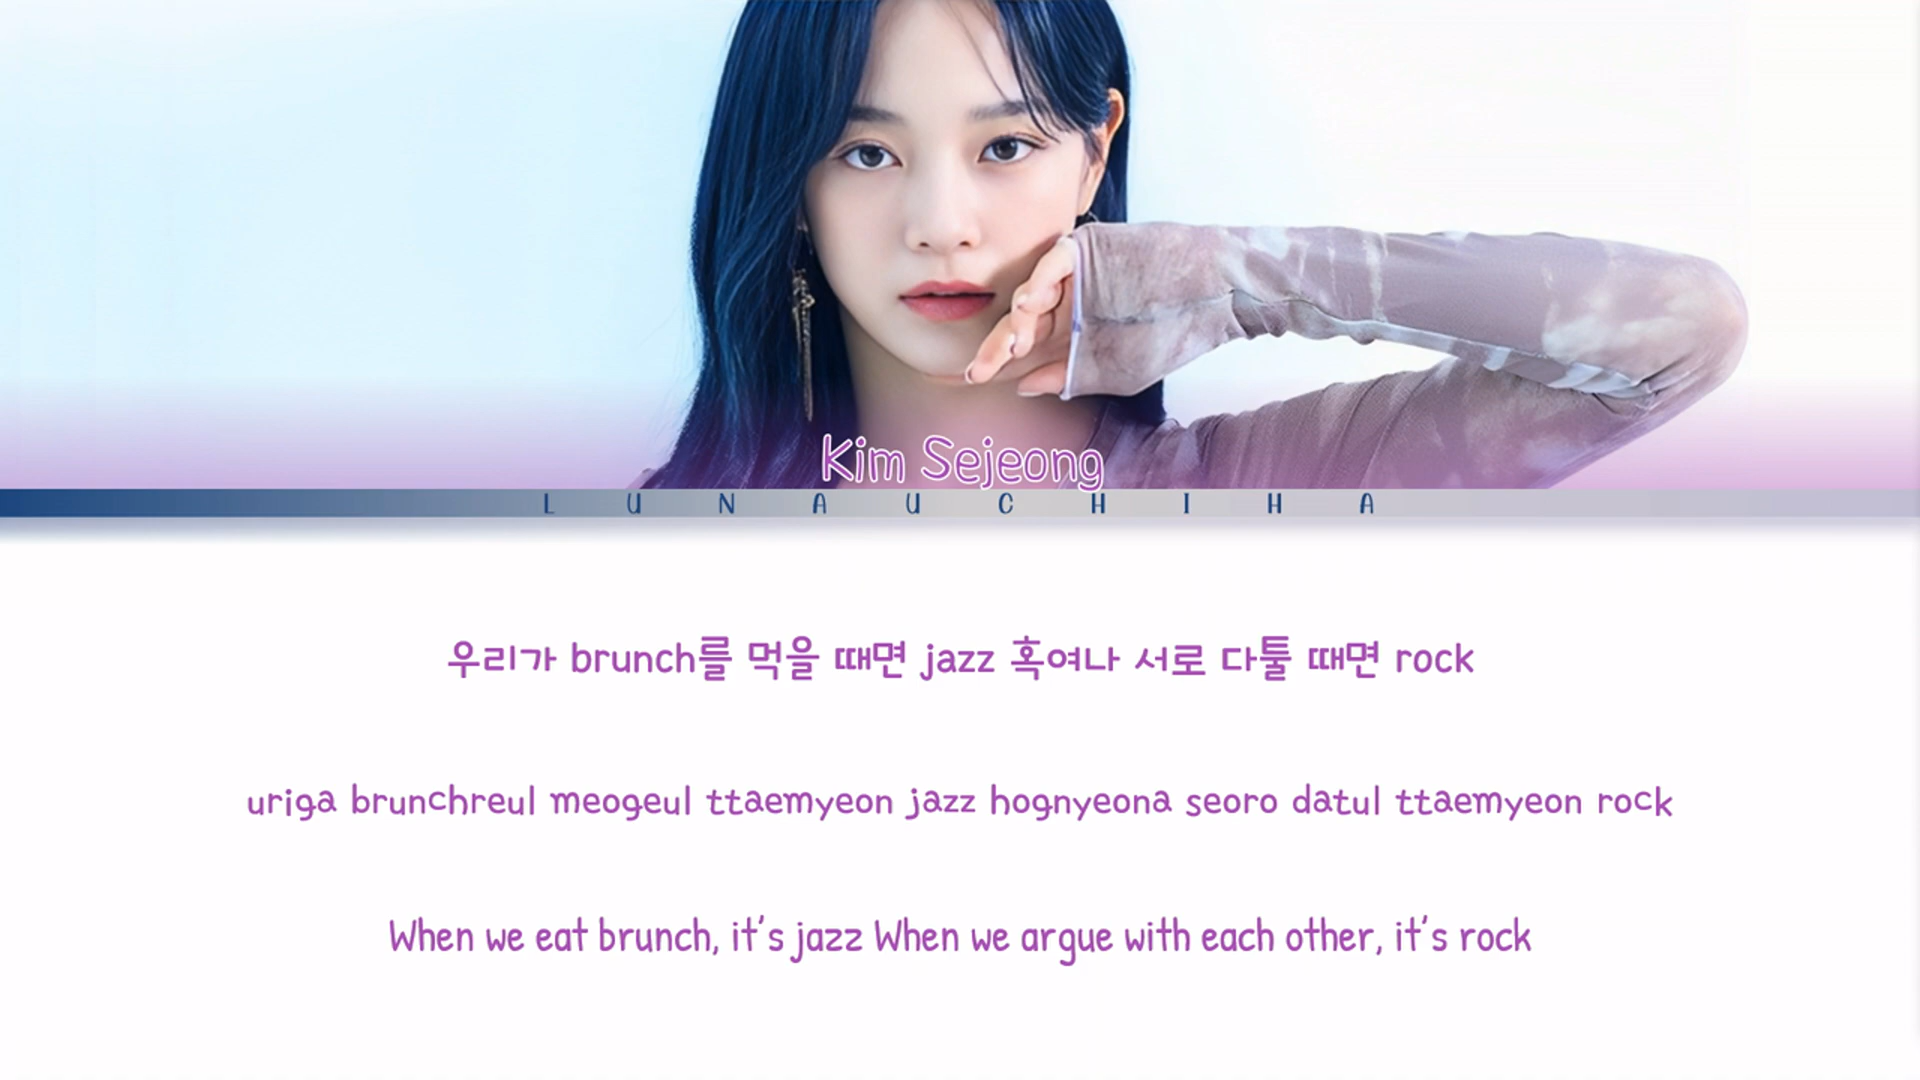 Kim Sejeong
LUNAUCHIHA
우리가 brunch를 먹을 때면 jazz 혹여나 서로 다툴 때면 rock
uriga brunchreul meogeul ttaemyeon jazz hognyeona seoro datul ttaemyeon rock
When we eat brunch, it's jazz When we argue with each other, it's rock